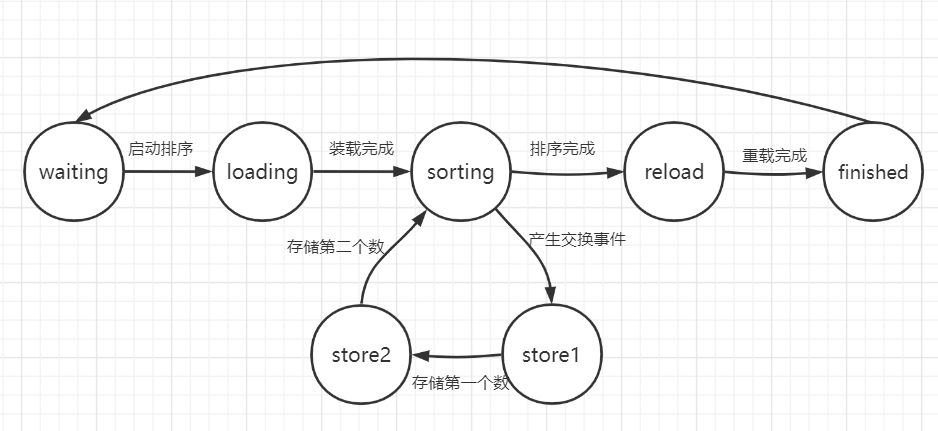 waiting
启动排序
loading
装载完成
sorting
排序完成
reload
重载完成
finished
存储第二个数
产生交换事件
store2
store1
存储第一个数